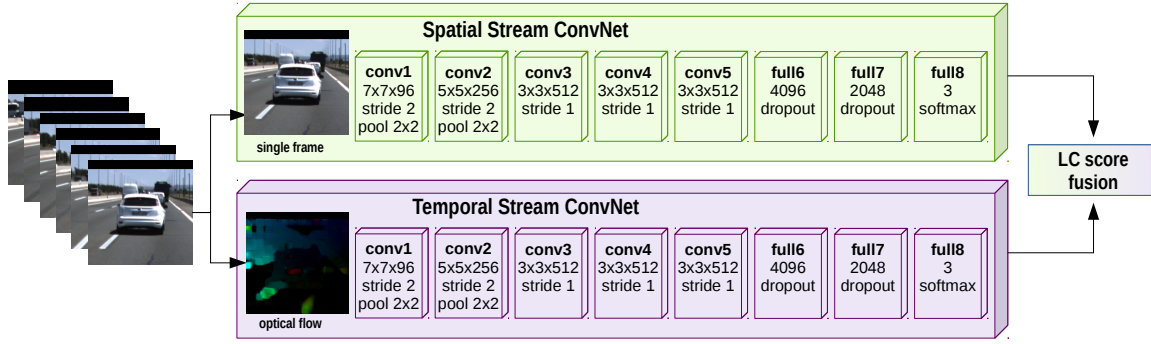 Spatial Stream ConvNet
single frame
conv1
7x7x96
stride 2
pool 2x2
conv2
5x5x256
stride 2
pool 2x2
conv3
3x3x512
stride 1
conv4
3x3x512
stride 1
conv5
3x3x512
stride 1
full6
4096
dropout
full7
2048
dropout
full8
3
softmax
Temporal Stream ConvNet
optical flow
conv1
7x7x96
stride 2
pool 2x2
conv2
5x5x256
stride 2
pool 2x2
conv3
3x3x512
stride 1
conv4
3x3x512
stride 1
conv5
3x3x512
stride 1
full6
4096
dropout
full7
2048
dropout
full8
3
softmax
LC score
fusion